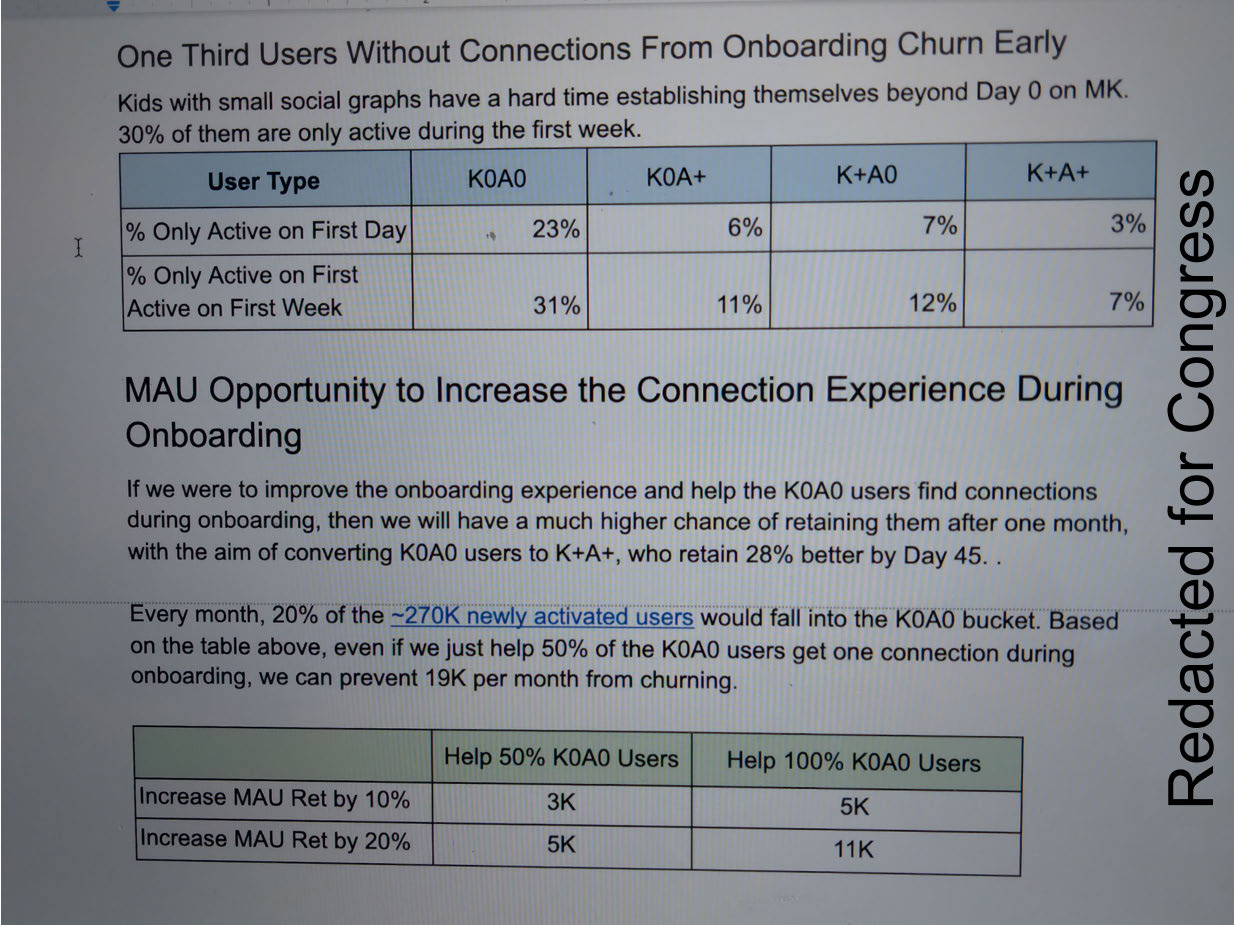 One Third Users Without Connections From Onboarding Churn Early
Kids with small social graphs have a hard time establishing themselves beyond Day 0 on MK.
30% of them are only active during the first week.
User Type K0A0 K0A+ K+A0 K+A+
% Only Active on First Day 23% 6% 7% 3%
% Only Active on First
Active on First Week 31% 11% 12% 7%
MAU Opportunity to Increase the Connection Experience During
Onboarding
If we were to improve the onboarding experience and help the K0A0 users find connections
during onboarding, then we will have a much higher chance of retaining them after one month,
with the aim of converting K0A0 users to K+A+, who retain 28% better by Day 45. .
Every month, 20% of the ~270K newly activated users would fall into the K0A0 bucket. Based
on the table above, even if we just help 50% of the K0A0 users get one connection during
onboarding, we can prevent 19K per month from churning.
Help 50% K0A0 Users Help 100% K0A0 Users
Increase MAU Ret by 10% 3K 5K
Increase MAU Ret by 20% 5K 11K
Redacted for Congress